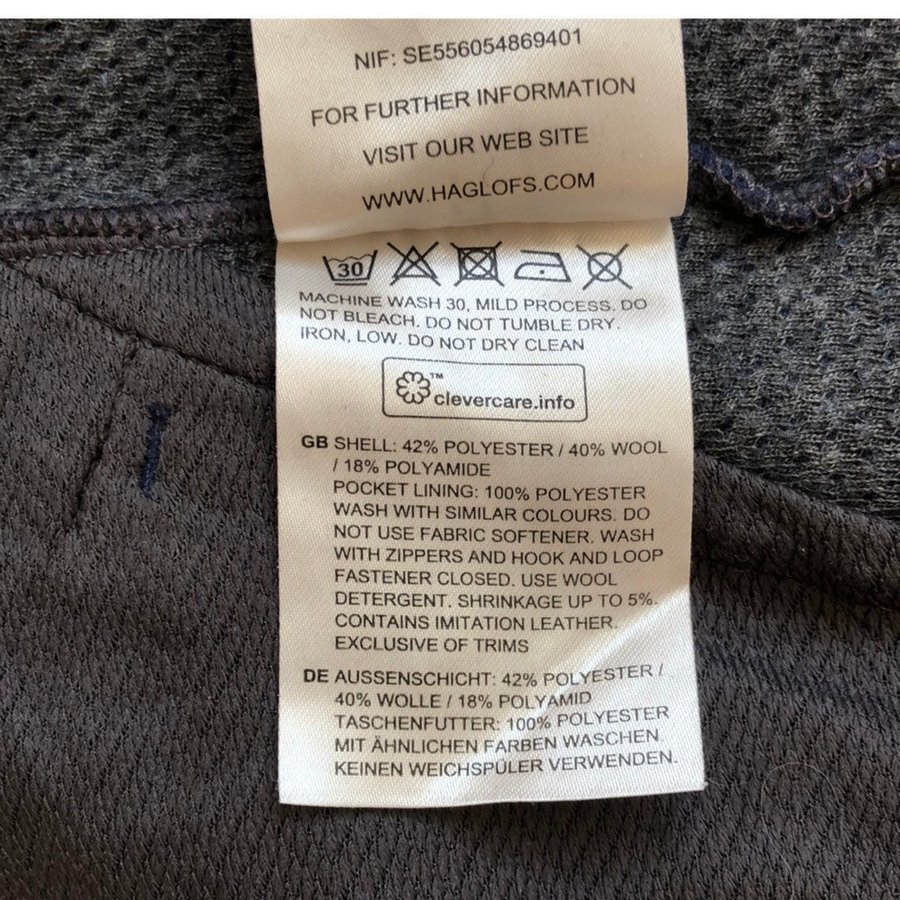 NIF: SE556054869401
FOR FURTHER INFORMATION
VISIT OUR WEB SITE
WWW.HAGLOFS.COM
30
MACHINE WASH 30, MILD PROCESS. DO
NOT BLEACH. DO NOT TUMBLE DRY.
IRON, LOW. DO NOT DRY CLEAN
™ clevercare.info
GB SHELL: 42% POLYESTER / 40% WOOL
/ 18% POLYAMIDE
POCKET LINING: 100% POLYESTER
WASH WITH SIMILAR COLOURS. DO
NOT USE FABRIC SOFTENER. WASH
WITH ZIPPERS AND HOOK AND LOOP
FASTENER CLOSED. USE WOOL
DETERGENT. SHRINKAGE UP TO 5%.
CONTAINS IMITATION LEATHER.
EXCLUSIVE OF TRIMS
DE AUSSENSCHICHT: 42% POLYESTER /
40% WOLLE / 18% POLYAMID
TASCHENFUTTER: 100% POLYESTER
MIT ÄHNLICHEN FARBEN WASCHEN.
KEINEN WEICHSPÜLER VERWENDEN.